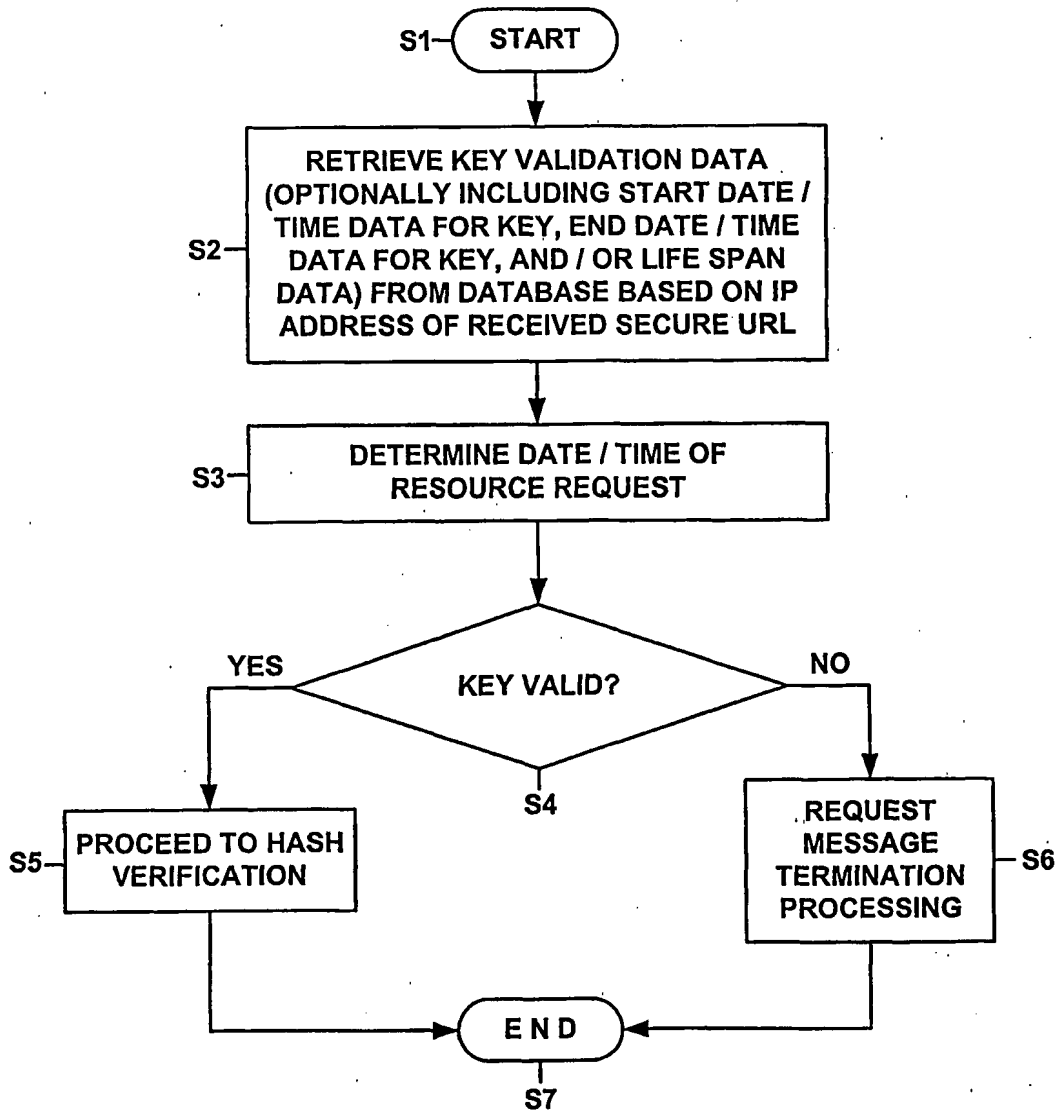 S1
START
RETRIEVE KEY VALIDATION DATA
(OPTIONALLY INCLUDING START DATE /
TIME DATA FOR KEY, END DATE / TIME
DATA FOR KEY, AND / OR LIFE SPAN
DATA) FROM DATABASE BASED ON IP
ADDRESS OF RECEIVED SECURE URL
S2
DETERMINE DATE / TIME OF
RESOURCE REQUEST
S3
YES
KEY VALID?
NO
S4
PROCEED TO HASH
VERIFICATION
S5
REQUEST
MESSAGE
TERMINATION
PROCESSING
S6
E N D
S7